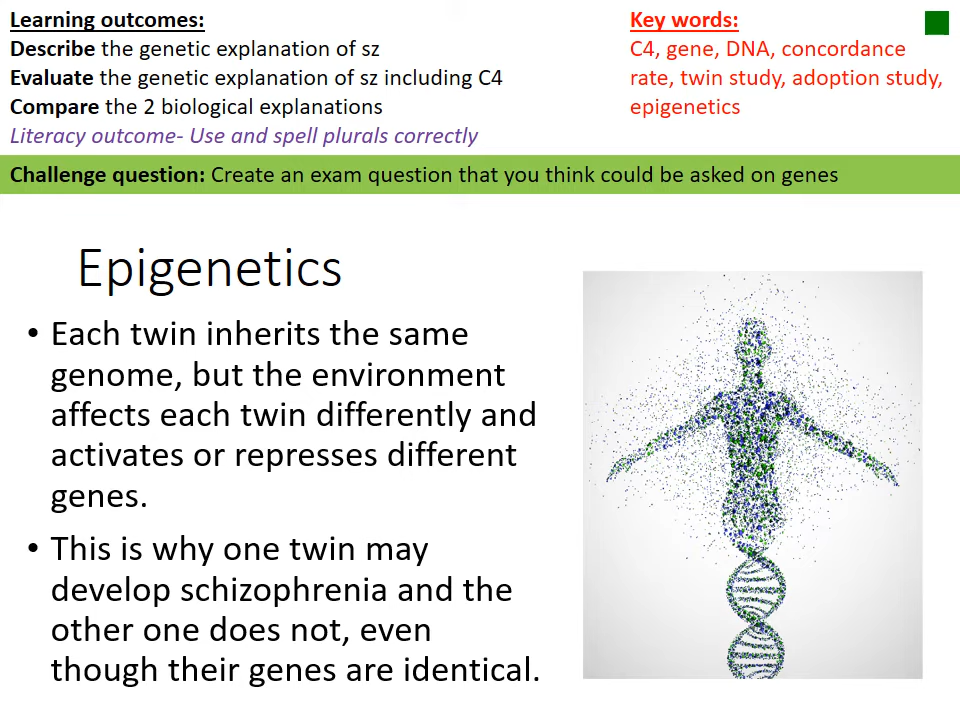 Learning outcomes:
Describe the genetic explanation of sz
Evaluate the genetic explanation of sz including C4
Compare the 2 biological explanations
Literacy outcome- Use and spell plurals correctly
Key words:
C4, gene, DNA, concordance
rate, twin study, adoption study,
epigenetics
Challenge question: Create an exam question that you think could be asked on genes
Epigenetics
• Each twin inherits the same
genome, but the environment
affects each twin differently and
activates or represses different
genes.
• This is why one twin may
develop schizophrenia and the
other one does not, even
though their genes are identical.